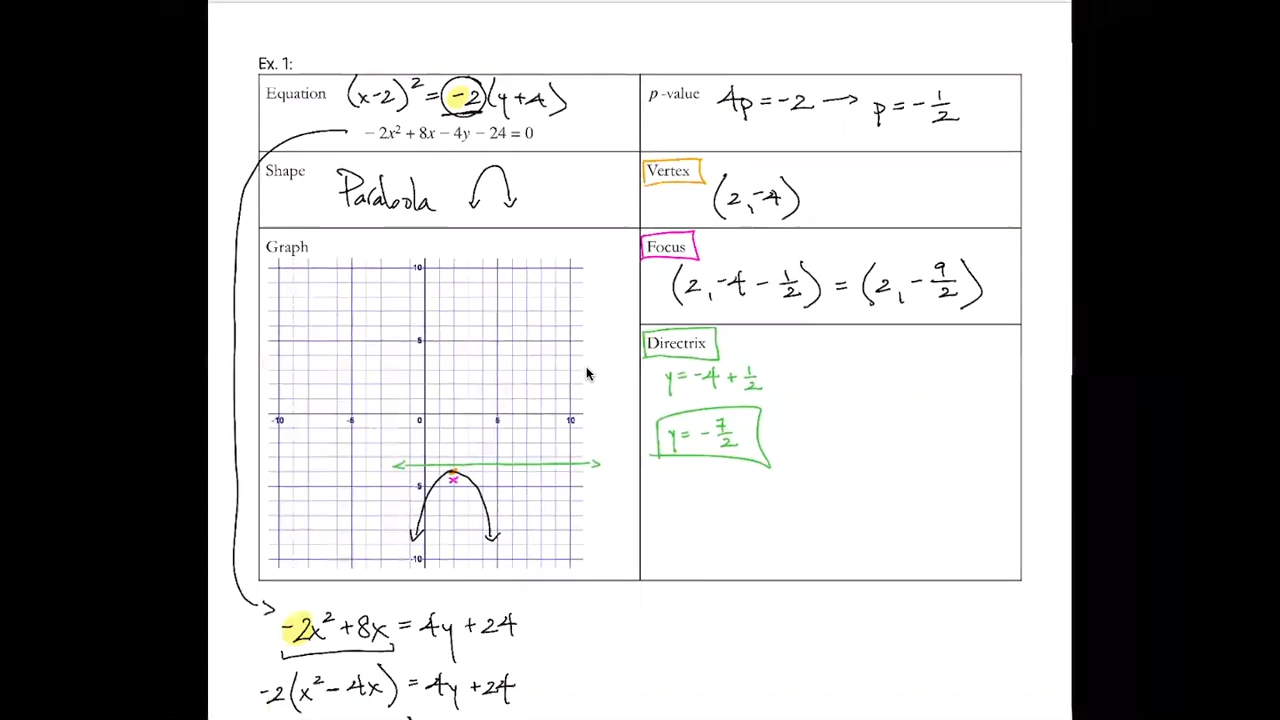 Ex. 1:
Equation (x-2)² = -2(y+4)
- 2x² + 8x - 4y - 24 = 0
p-value 4p = -2 → p = -1/2
Shape Parabola
Vertex (2, -4)
Graph
10
5
-10 -5 0 5 10
5
-10
Focus
(2, -4 - 1/2) = (2, -9/2)
Directrix
y = -4 + 1/2
y = -7/2
-2x² + 8x = 4y + 24
-2(x² - 4x) = 4y + 24